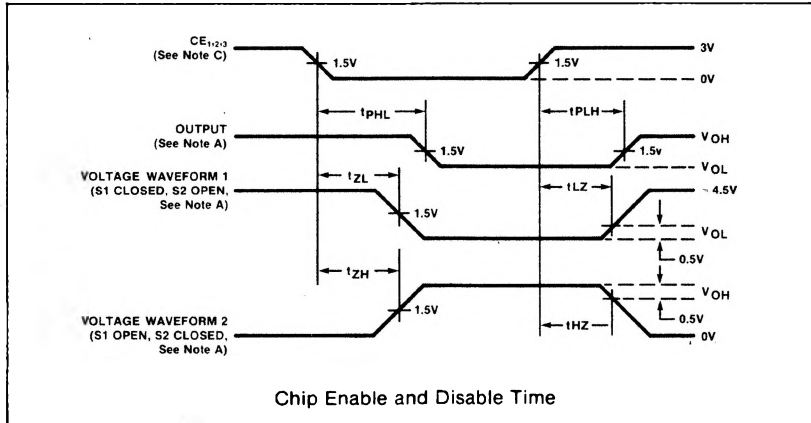 CE1,2,3
(See Note C)
1.5V
1.5V
3V
0V
tPHL
tPLH
OUTPUT
(See Note A)
1.5V
1.5v
VOH
VOL
VOLTAGE WAVEFORM 1
(S1 CLOSED, S2 OPEN,
See Note A)
tZL
tLZ
4.5V
1.5V
VOL
0.5V
tZH
VOH
1.5V
0.5V
VOLTAGE WAVEFORM 2
(S1 OPEN, S2 CLOSED,
See Note A)
tHZ
0V
Chip Enable and Disable Time